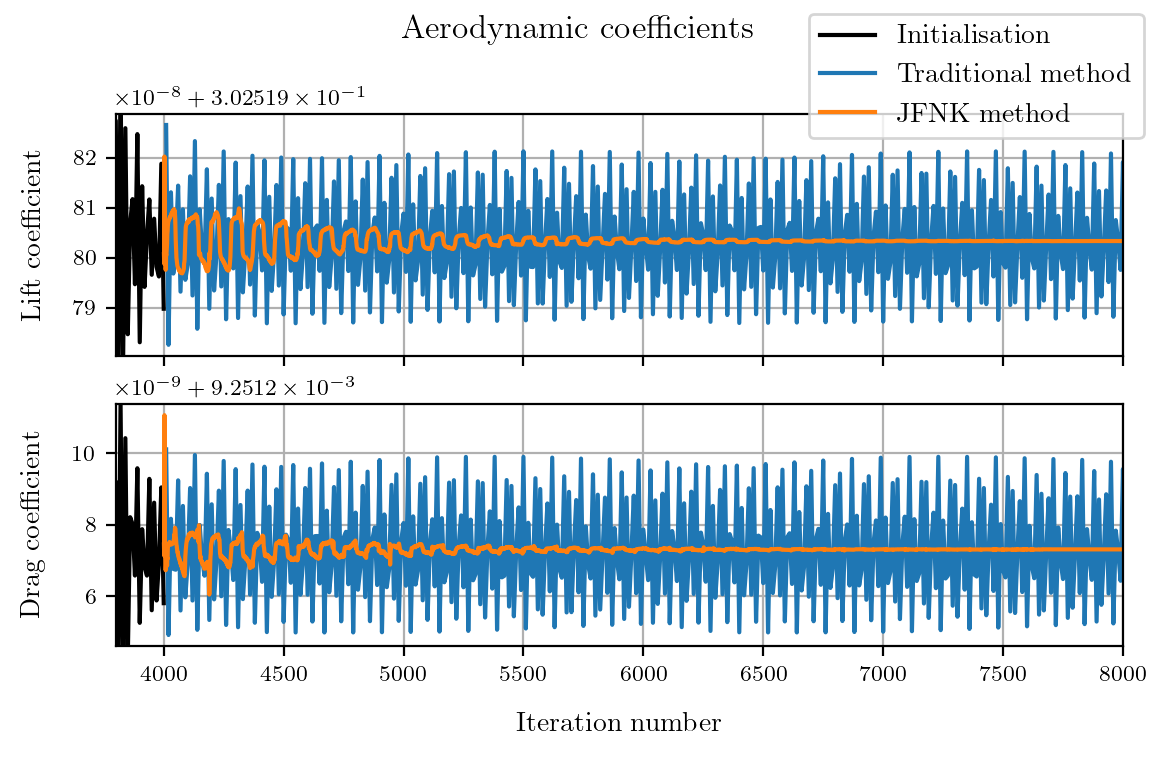 Aerodynamic coefficients
Initialisation
Traditional method
JFNK method
×10⁻⁸ + 3.02519 × 10⁻¹
82
81
80
79
Lift coefficient
×10⁻⁹ + 9.2512 × 10⁻³
10
8
6
Drag coefficient
4000 4500 5000 5500 6000 6500 7000 7500 8000
Iteration number